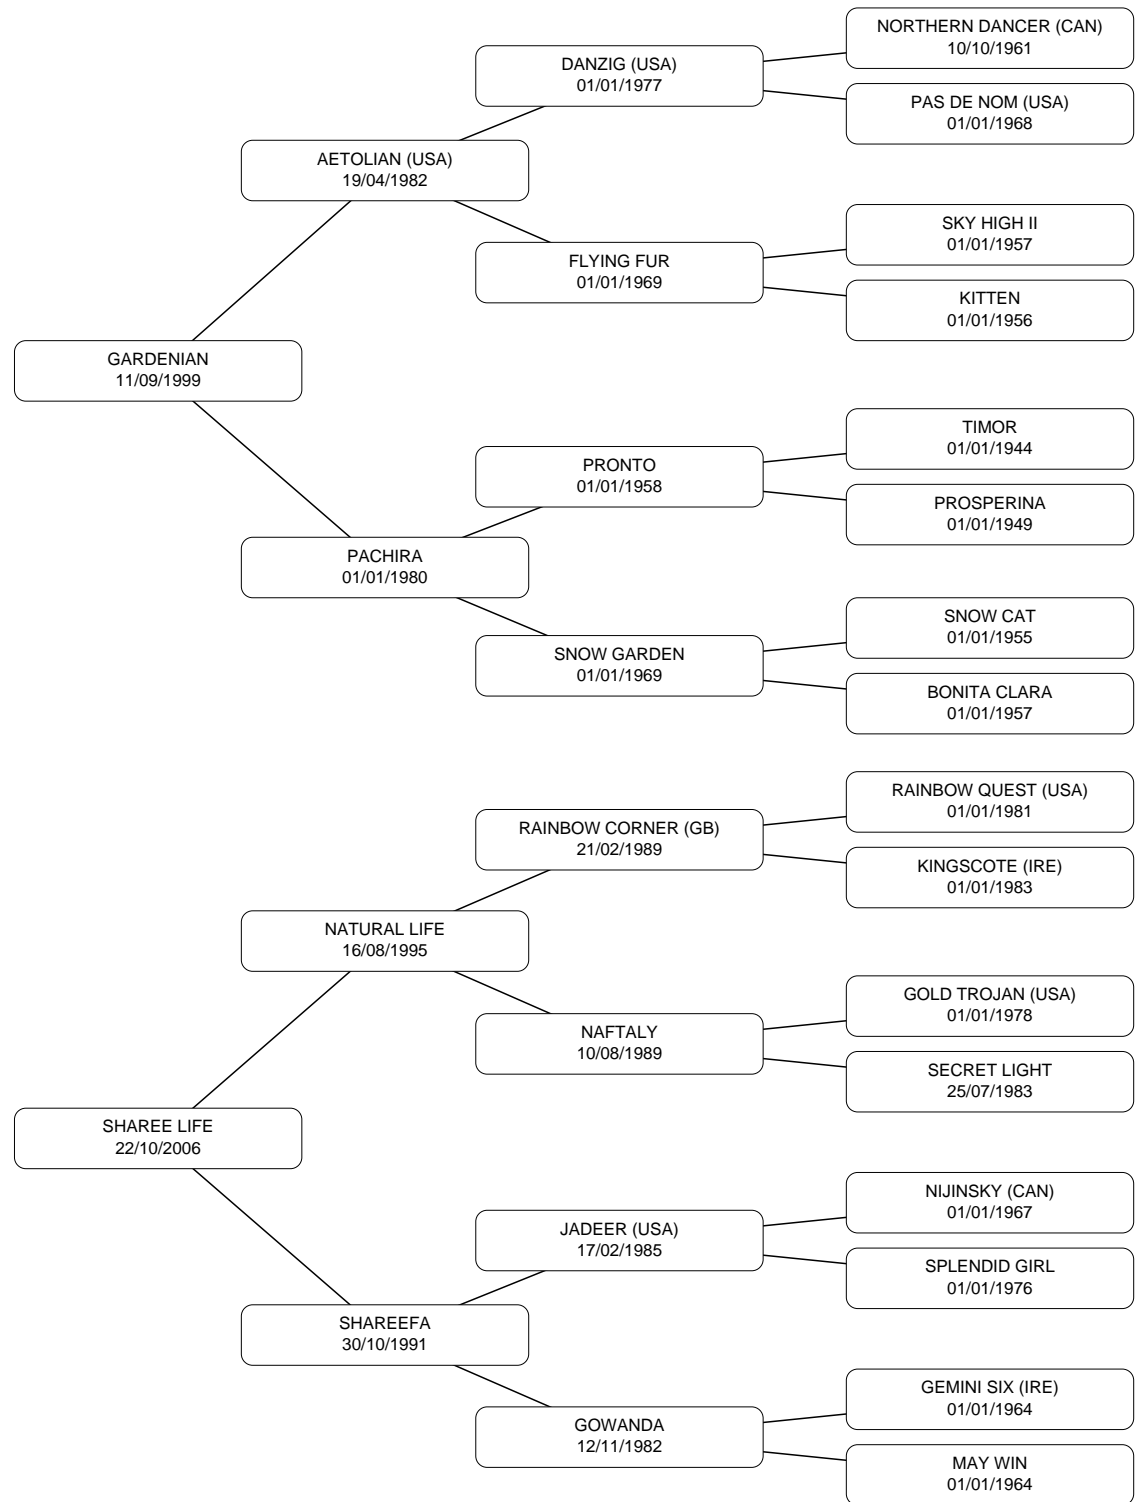 NORTHERN DANCER (CAN)
10/10/1961
DANZIG (USA)
01/01/1977
PAS DE NOM (USA)
01/01/1968
AETOLIAN (USA)
19/04/1982
SKY HIGH II
01/01/1957
FLYING FUR
01/01/1969
KITTEN
01/01/1956
GARDENIAN
11/09/1999
TIMOR
01/01/1944
PRONTO
01/01/1958
PROSPERINA
01/01/1949
PACHIRA
01/01/1980
SNOW CAT
01/01/1955
SNOW GARDEN
01/01/1969
BONITA CLARA
01/01/1957
RAINBOW QUEST (USA)
01/01/1981
RAINBOW CORNER (GB)
21/02/1989
KINGSCOTE (IRE)
01/01/1983
NATURAL LIFE
16/08/1995
GOLD TROJAN (USA)
01/01/1978
NAFTALY
10/08/1989
SECRET LIGHT
25/07/1983
SHAREE LIFE
22/10/2006
NIJINSKY (CAN)
01/01/1967
JADEER (USA)
17/02/1985
SPLENDID GIRL
01/01/1976
SHAREEFA
30/10/1991
GEMINI SIX (IRE)
01/01/1964
GOWANDA
12/11/1982
MAY WIN
01/01/1964